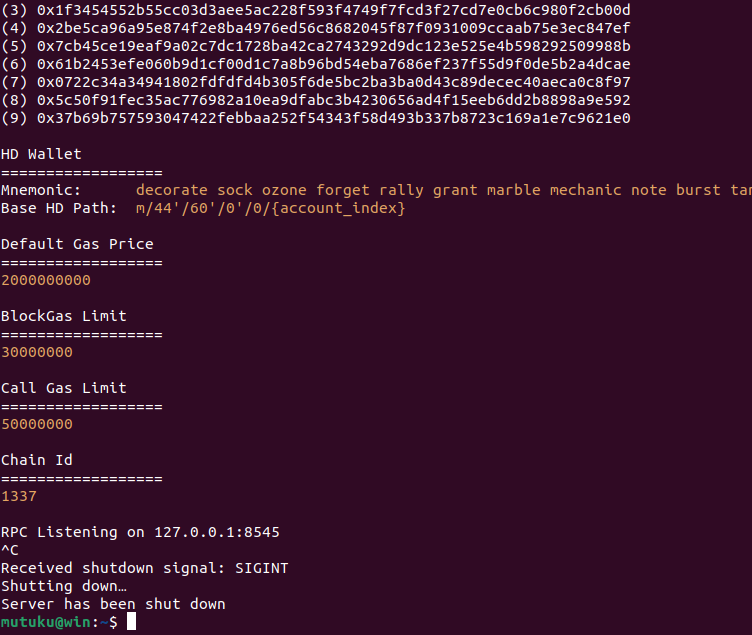 (3) 0x1f3454552b55cc03d3aee5ac228f593f4749f7fcd3f27cd7e0cb6c980f2cb00d
(4) 0x2be5ca96a95e874f2e8ba4976ed56c8682045f87f0931009ccaab75e3ec847ef
(5) 0x7cb45ce19eaf9a02c7dc1728ba42ca2743292d9dc123e525e4b598292509988b
(6) 0x61b2453efe060b9d1cf00d1c7a8b96bd54eba7686ef237f55d9f0de5b2a4dcae
(7) 0x0722c34a34941802fdfdfd4b305f6de5bc2ba3ba0d43c89decec40aeca0c8f97
(8) 0x5c50f91fec35ac776982a10ea9dfabc3b4230656ad4f15eeb6dd2b8898a9e592
(9) 0x37b69b757593047422febbaa252f54343f58d493b337b8723c169a1e7c9621e0
HD Wallet
==================
Mnemonic: decorate sock ozone forget rally grant marble mechanic note burst tan
Base HD Path: m/44'/60'/0'/0/{account_index}
Default Gas Price
==================
2000000000
BlockGas Limit
==================
30000000
Call Gas Limit
==================
50000000
Chain Id
==================
1337
RPC Listening on 127.0.0.1:8545
^C
Received shutdown signal: SIGINT
Shutting down…
Server has been shut down
mutuku@win:~$